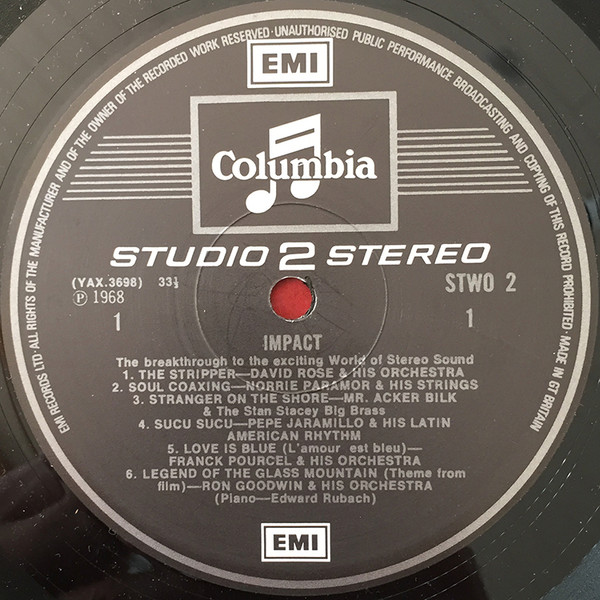 EMI RECORDS LTD·ALL RIGHTS OF THE MANUFACTURER AND OF THE OWNER OF THE RECORDED WORK RESERVED·UNAUTHORISED PUBLIC PERFORMANCE BROADCASTING AND COPYING OF THIS RECORD PROHIBITED·MADE IN GT BRITAIN
EMI
Columbia
STUDIO 2 STEREO
(YAX.3698) 33⅓
STWO 2
Ⓟ 1968
1
1
IMPACT
The breakthrough to the exciting World of Stereo Sound
1. THE STRIPPER—DAVID ROSE & HIS ORCHESTRA
2. SOUL COAXING—NORRIE PARAMOR & HIS STRINGS
3. STRANGER ON THE SHORE—MR. ACKER BILK
& The Stan Stacey Big Brass
4. SUCU SUCU—PEPE JARAMILLO & HIS LATIN
AMERICAN RHYTHM
5. LOVE IS BLUE (L'amour est bleu)—
FRANCK POURCEL & HIS ORCHESTRA
6. LEGEND OF THE GLASS MOUNTAIN (Theme from
film)—RON GOODWIN & HIS ORCHESTRA
(Piano—Edward Rubach)
EMI